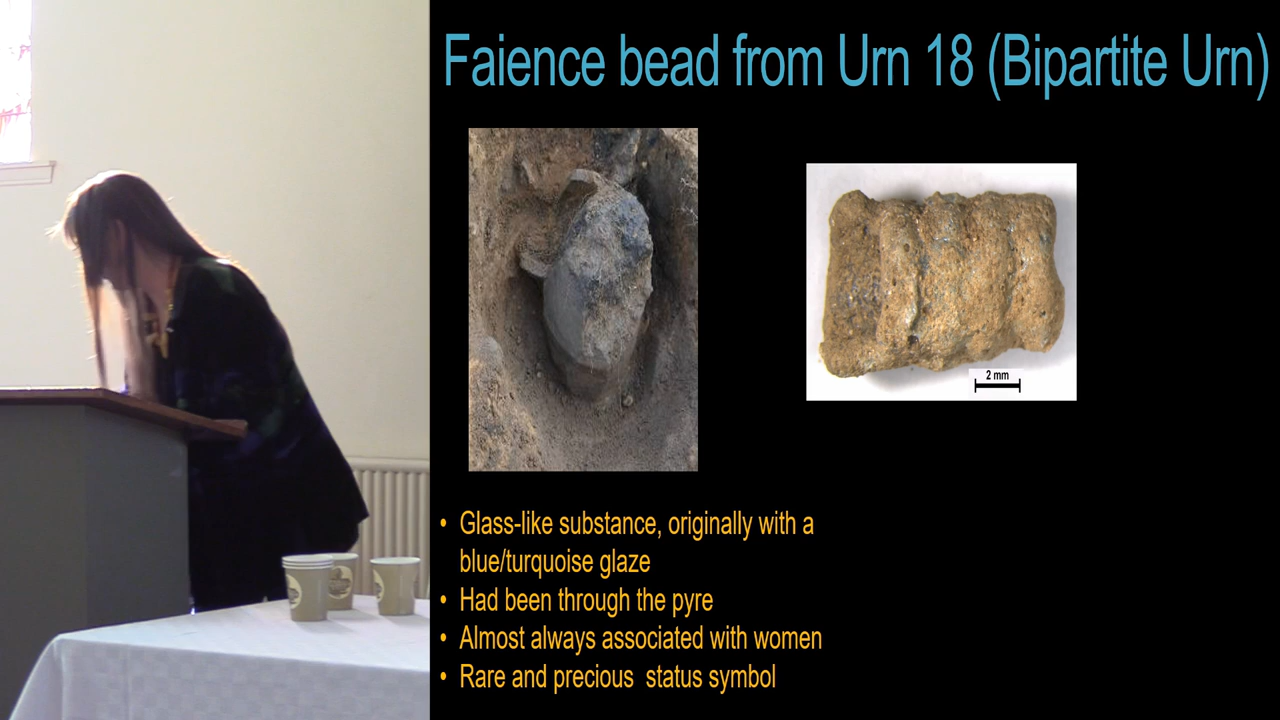 Faience bead from Urn 18 (Bipartite Urn)
2 mm
• Glass-like substance, originally with a
blue/turquoise glaze
• Had been through the pyre
• Almost always associated with women
• Rare and precious  status symbol